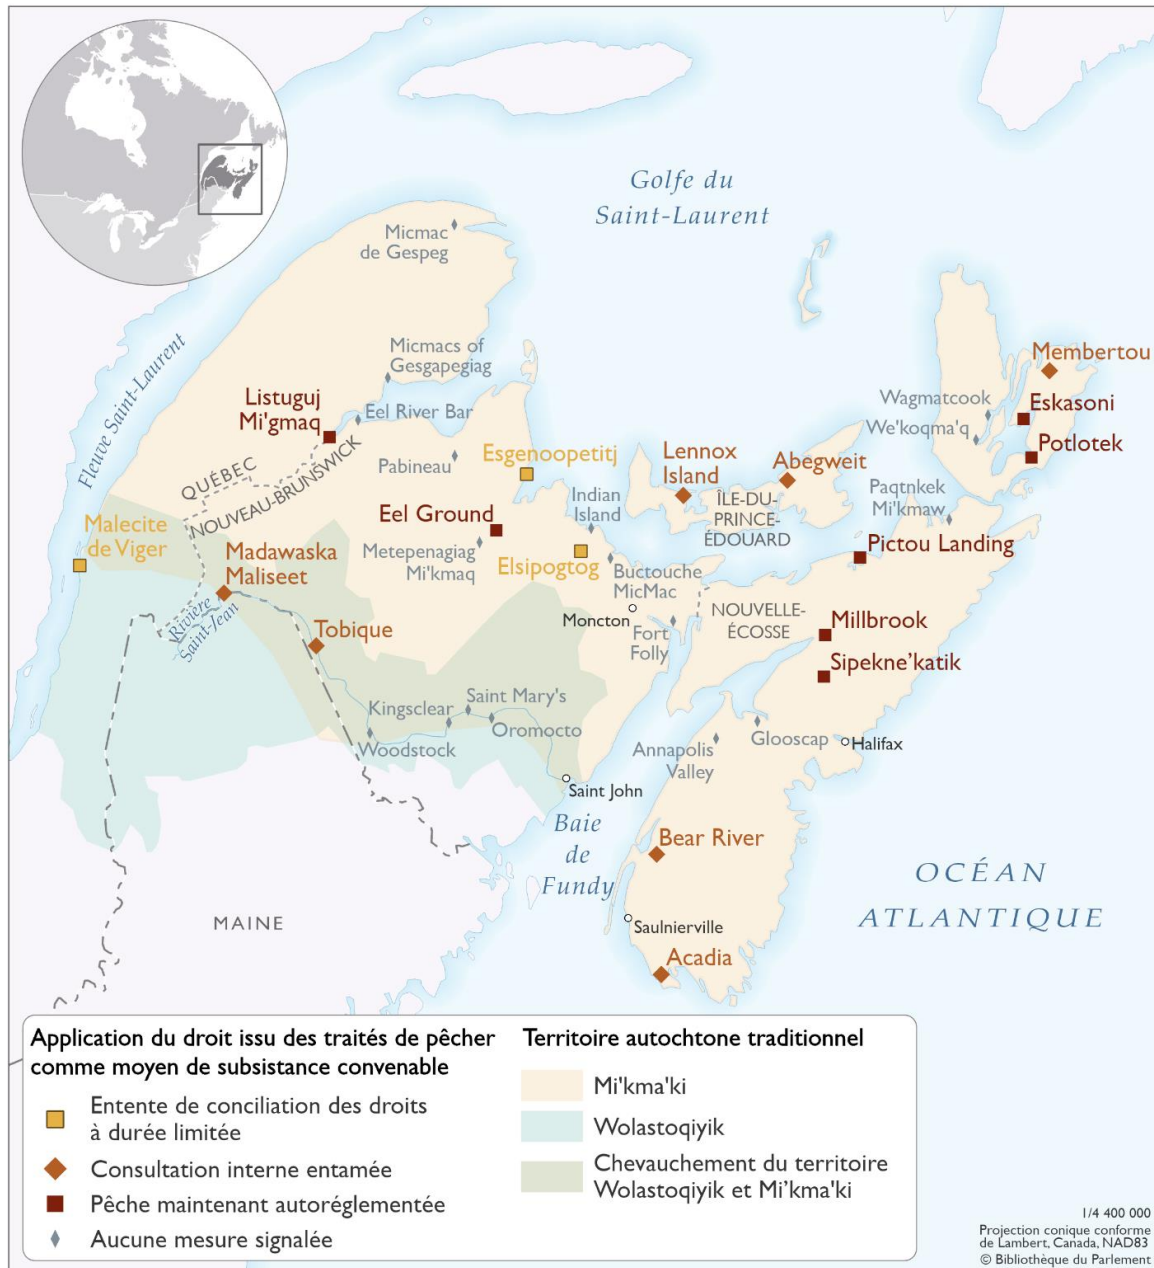 Golfe du
Saint-Laurent
Micmac
de Gespeg
Fleuve Saint-Laurent
Micmacs of
Gesgapegiag
Listuguj
Mi'gmaq
Eel River Bar
QUÉBEC
NOUVEAU-BRUNSWICK
Pabineau
Esgenoopetitj
Lennox
Island
Abegweit
Membertou
Wagmatcook
Eskasoni
We'koqma'q
Potlotek
Paqtnkek
Mi'kmaw
Indian
Island
ÎLE-DU-
PRINCE-
ÉDOUARD
Eel Ground
Malecite
de Viger
Madawaska
Maliseet
Metepenagiag
Mi'kmaq
Elsipogtog
Pictou Landing
Buctouche
MicMac
Rivière
Saint-Jean
Moncton
NOUVELLE-
ÉCOSSE
Millbrook
Tobique
Fort
Folly
Sipekne’katik
Saint Mary's
Kingsclear
Oromocto
Woodstock
Annapolis
Valley
Glooscap
Halifax
Saint John
Baie
de
Fundy
Bear River
OCÉAN
ATLANTIQUE
MAINE
Saulnierville
Acadia
Application du droit issu des traités de pêcher
comme moyen de subsistance convenable
Entente de conciliation des droits
à durée limitée
Consultation interne entamée
Pêche maintenant autoréglementée
Aucune mesure signalée
Territoire autochtone traditionnel
Mi'kma'ki
Wolastoqiyik
Chevauchement du territoire
Wolastoqiyik et Mi’kma'ki
1/4 400 000
Projection conique conforme
de Lambert, Canada, NAD83
© Bibliothèque du Parlement